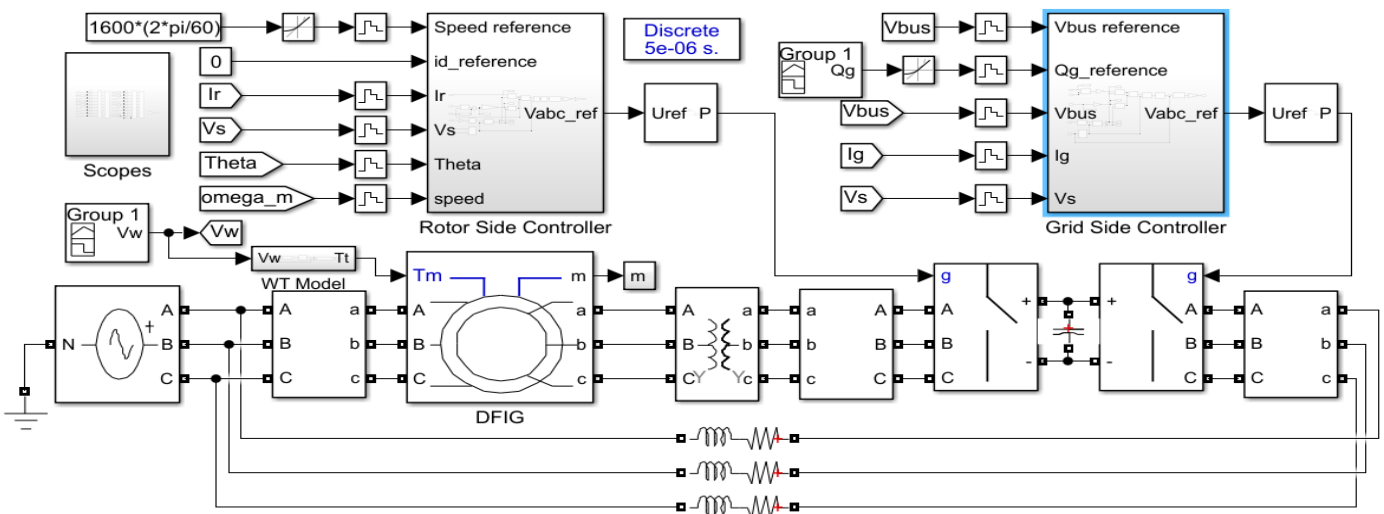 1600*(2*pi/60)
Speed reference
0
id_reference
Ir
Ir
Vs
Vs
Theta
Theta
omega_m
speed
Vabc_ref
Rotor Side Controller
Scopes
Discrete
5e-06 s.
Uref P
Vbus
Vbus reference
Group 1
Qg
Qg_reference
Vbus
Vbus
Ig
Ig
Vs
Vs
Vabc_ref
Grid Side Controller
Uref P
Group 1
Vw
Vw
Vw Tt
WT Model
Tm
m
m
g
g
N
A
B
C
A a
B b
C c
A a
B b
C c
DFIG
A a
B b
C c
Y Y
a A
b B
c C
A +
B
C -
+ A
B
- C
A a
B b
C c